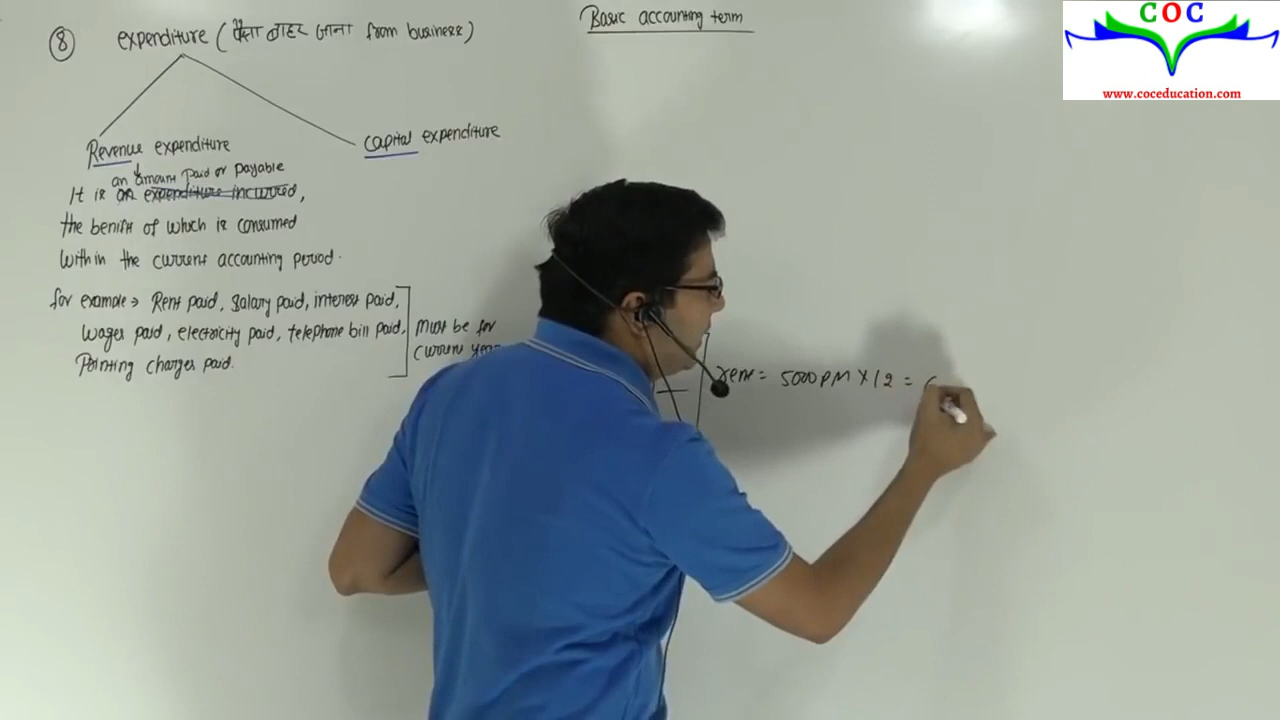 Basic accounting term
COC
www.coceducation.com
⑧ expenditure (पैसा बाहर जाना from business)
Revenue expenditure
capital expenditure
an amount paid or payable
It is an expenditure incurred,
the benift of which is consumed
within the current accounting period.
for example → Rent paid, salary paid, interest paid,
wages paid, electricity paid, telephone bill paid,
Printing charges paid.
Must be for
current year
rent = 5000 PM X 12 = 6